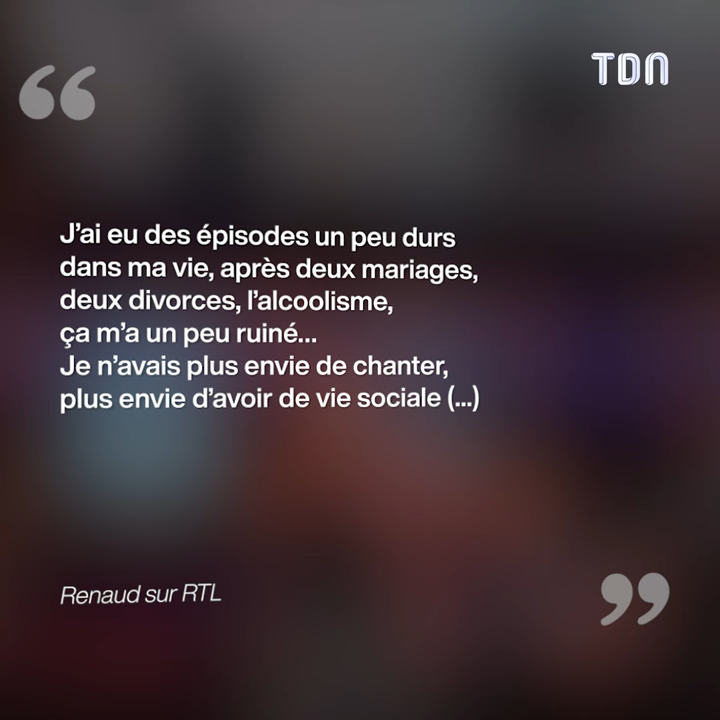 TDN
“
J’ai eu des épisodes un peu durs
dans ma vie, après deux mariages,
deux divorces, l’alcoolisme,
ça m’a un peu ruiné...
Je n’avais plus envie de chanter,
plus envie d’avoir de vie sociale (...)
Renaud sur RTL
”